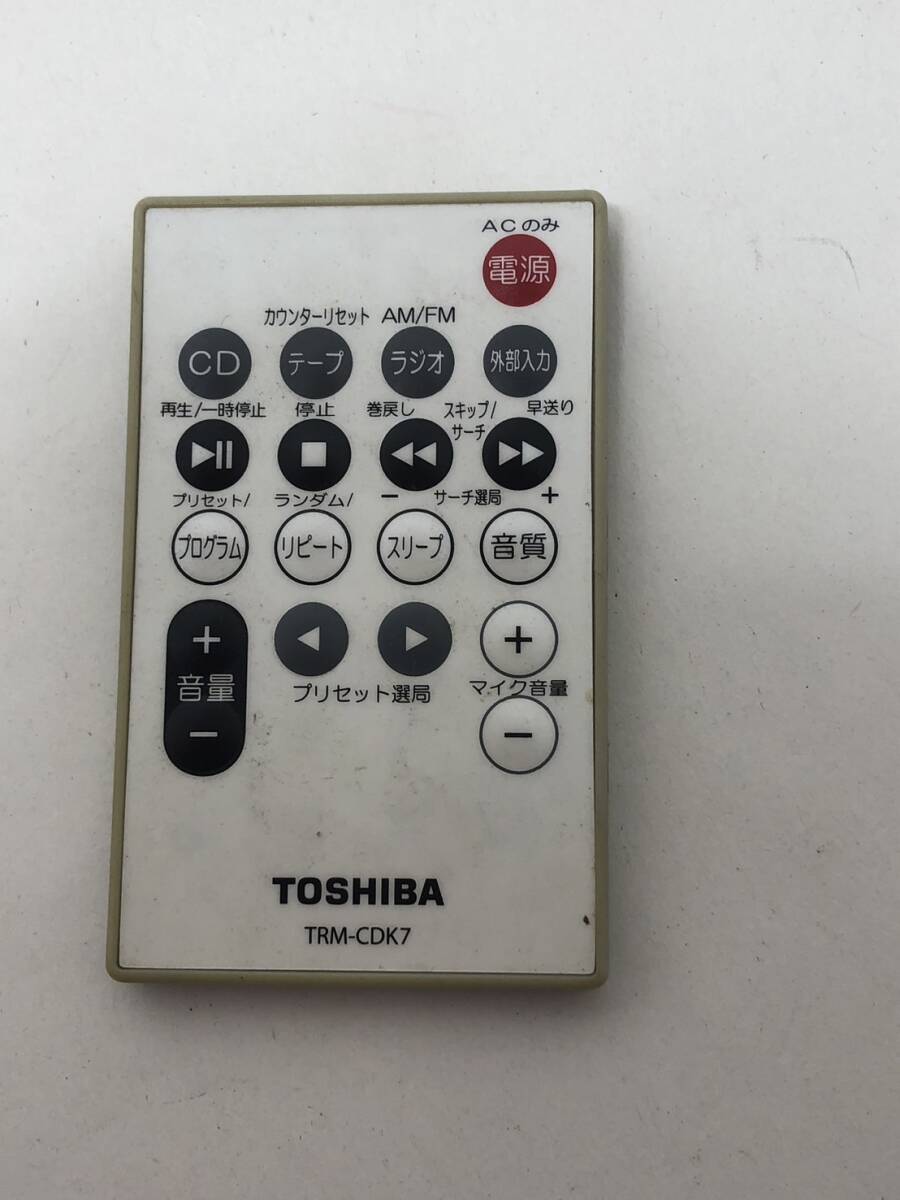 ACのみ
電源
カウンターリセット AM/FM
CD テープ ラジオ 外部入力
再生/一時停止 停止 巻戻し スキップ/サーチ 早送り
プリセット/ ランダム/ − サーチ選局 +
プログラム リピート スリープ 音質
+
音量
−
プリセット選局
+
マイク音量
−
TOSHIBA
TRM-CDK7